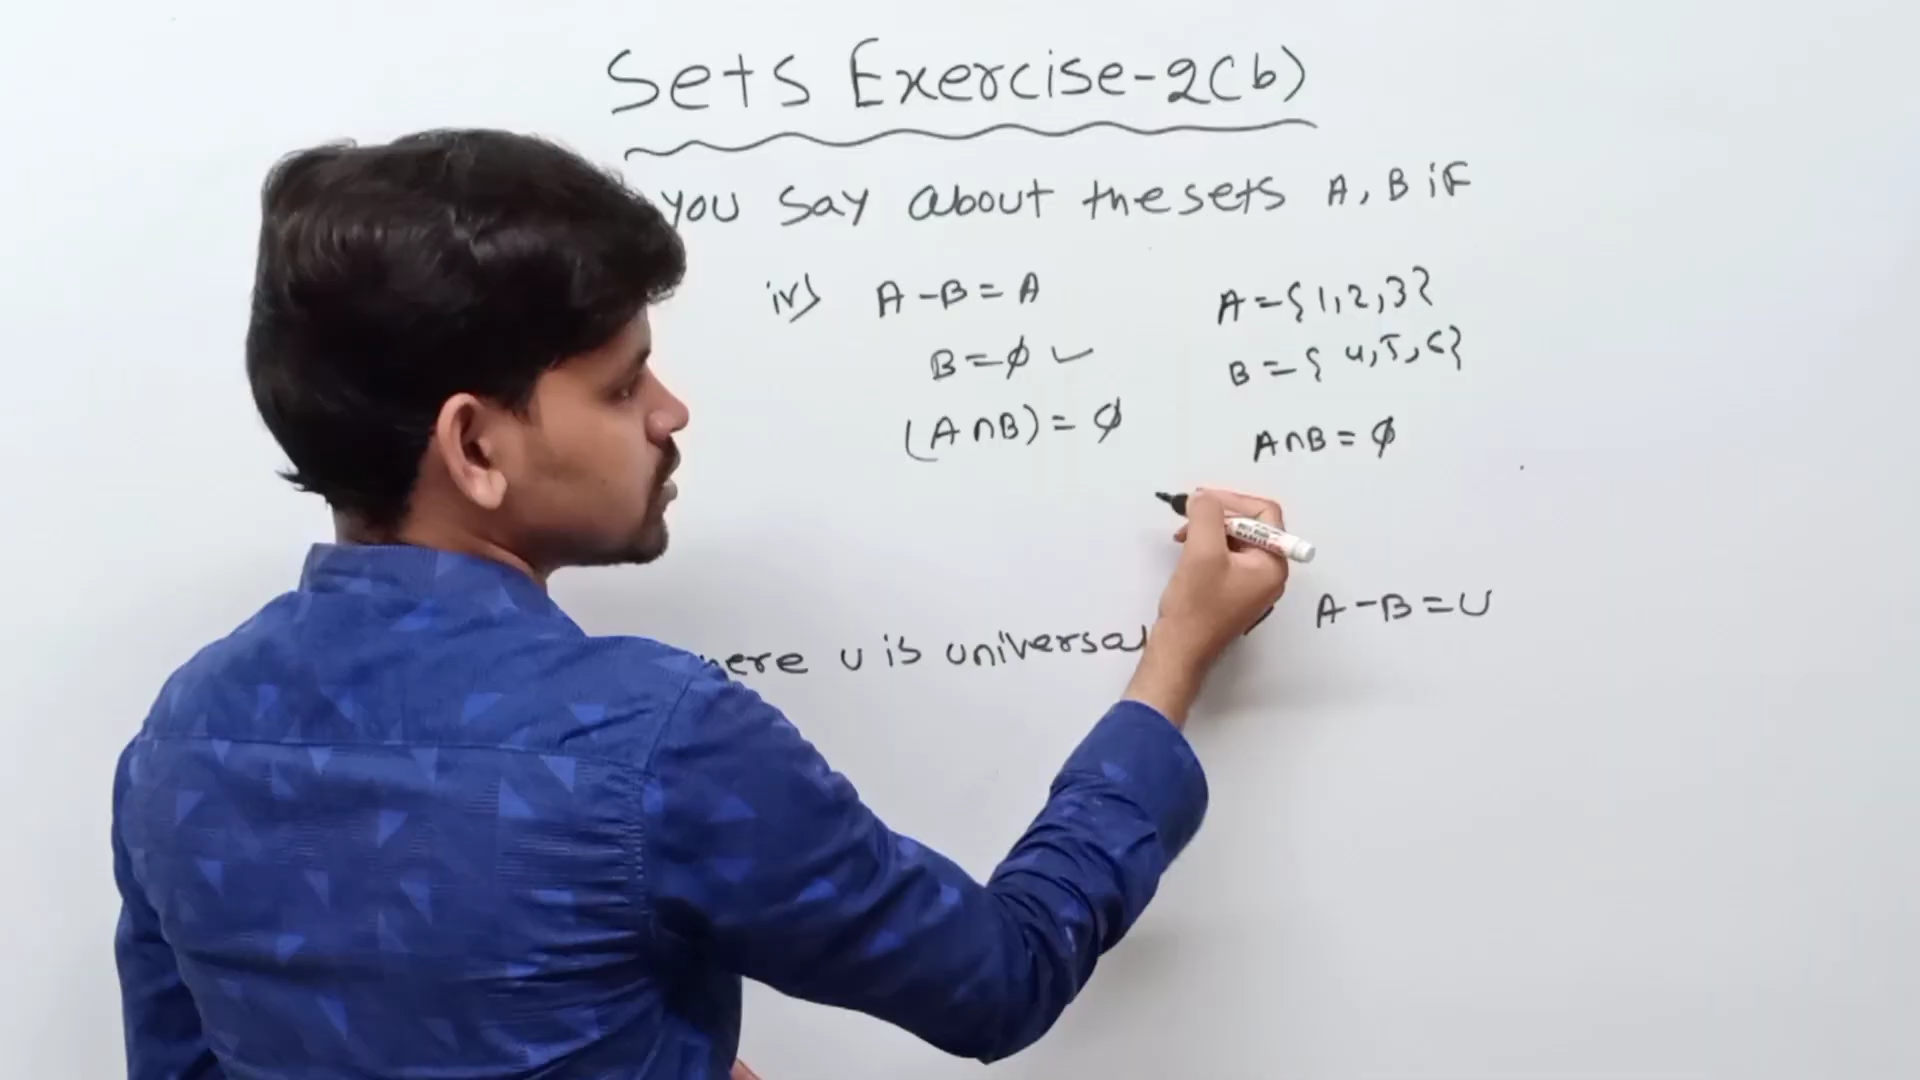 Sets Exercise-2(b)
you say about the sets A, B if
iv) A-B=A
A={1,2,3}
B=φ ✓
B={4,5,6}
(A∩B)=φ
A∩B=φ
A-B=U
here U is universal